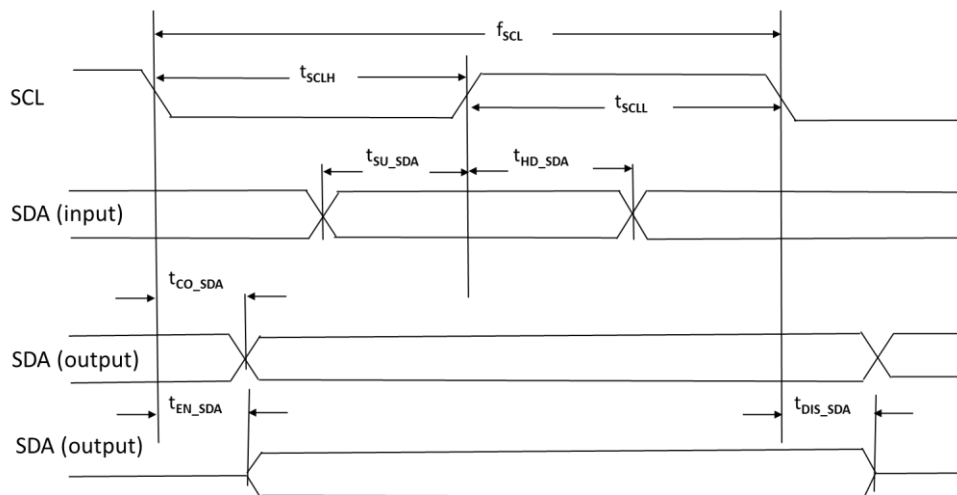 fSCL
tSCLH
SCL
tSCLL
tSU_SDA
tHD_SDA
SDA (input)
tCO_SDA
SDA (output)
tEN_SDA
tDIS_SDA
SDA (output)